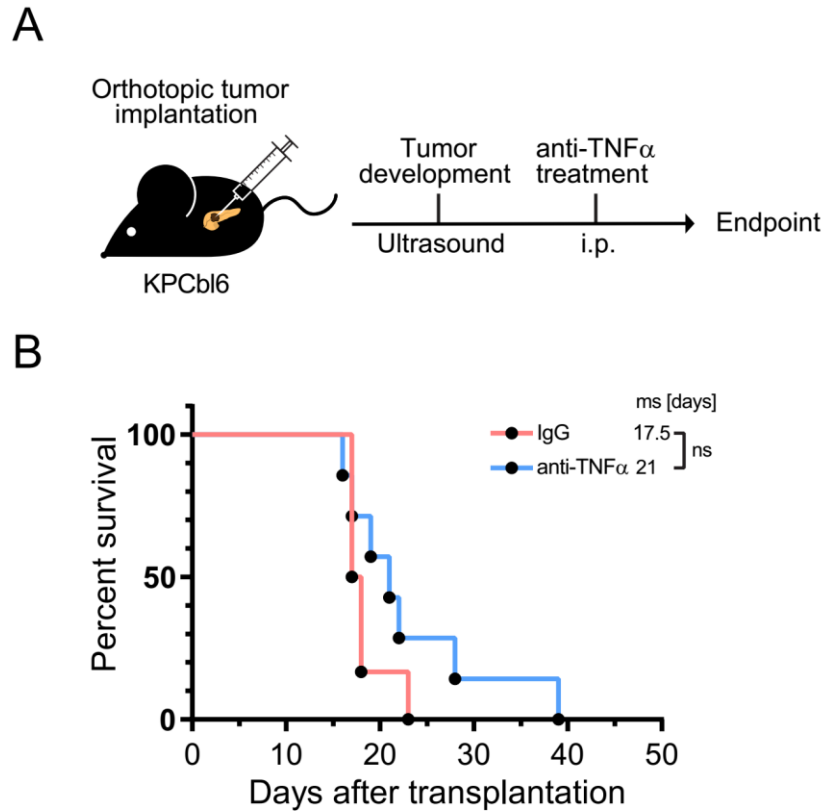 A
Orthotopic tumor
implantation
KPCbl6
Tumor
development
anti-TNFα
treatment
Ultrasound
i.p.
Endpoint
B
ms [days]
IgG 17.5
anti-TNFα 21
ns
Percent survival
100
50
0
0 10 20 30 40 50
Days after transplantation